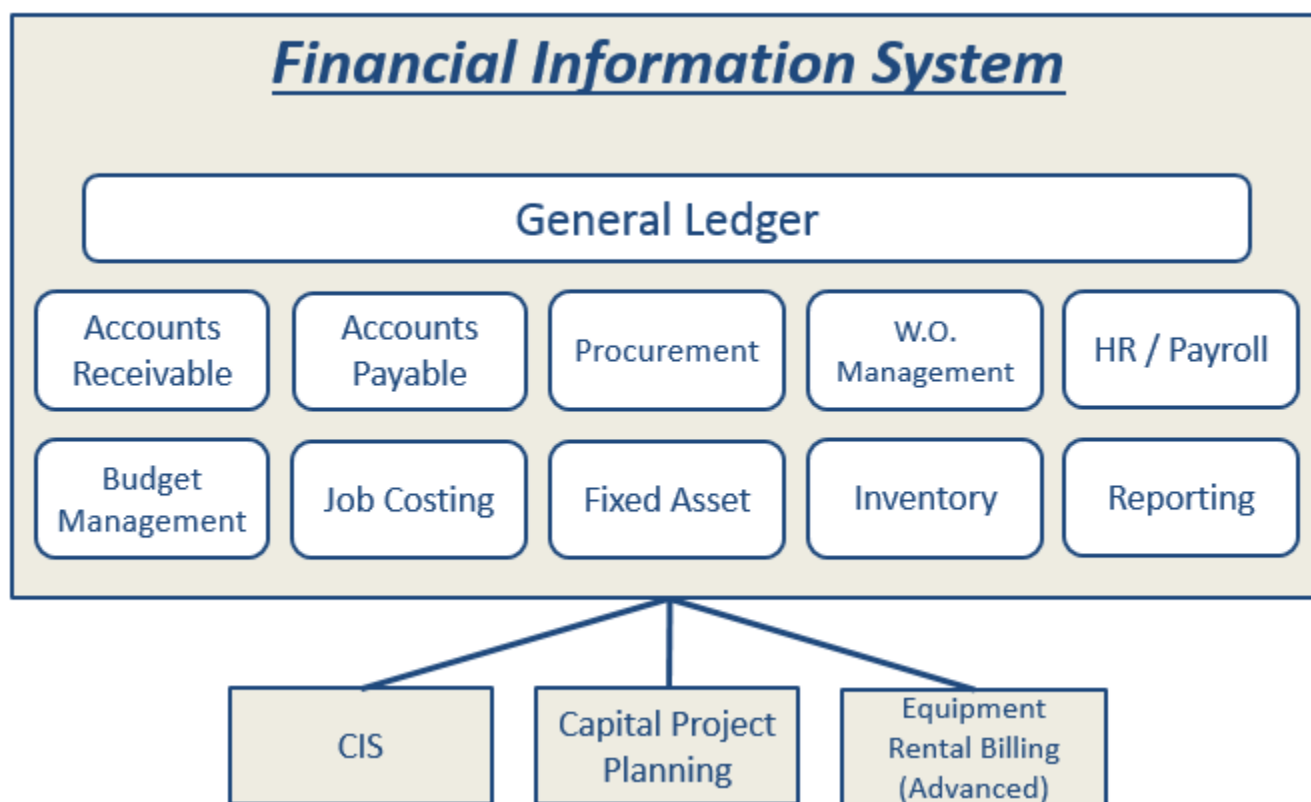 Financial Information System
General Ledger
Accounts
Receivable
Accounts
Payable
Procurement
W.O.
Management
HR / Payroll
Budget
Management
Job Costing
Fixed Asset
Inventory
Reporting
CIS
Capital Project
Planning
Equipment
Rental Billing
(Advanced)